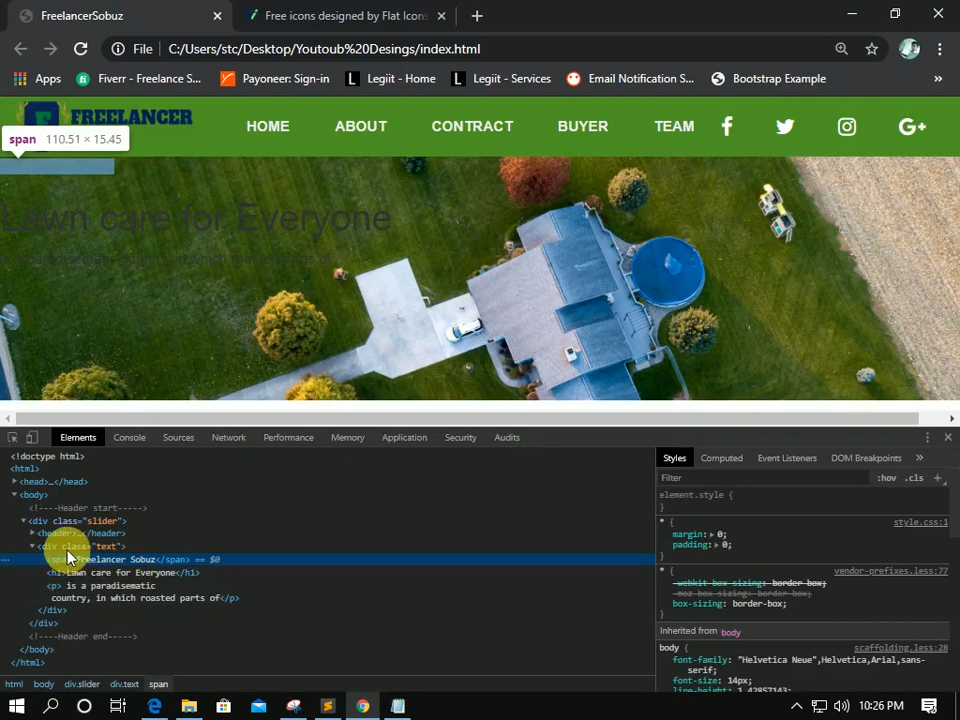 FreelancerSobuz
Free icons designed by Flat Icons
File C:/Users/stc/Desktop/Youtoub%20Desings/index.html
Apps Fiverr - Freelance S... Payoneer: Sign-in Legiit - Home Legiit - Services Email Notification S... Bootstrap Example »
FREELANCER HOME ABOUT CONTRACT BUYER TEAM
span 110.51 × 15.45
Lawn care for Everyone
Elements Console Sources Network Performance Memory Application Security Audits
<!doctype html>
<html>
<head>…</head>
<body>
<!----Header start----->
<div class="slider">
<header>…</header>
<div class="text">
Freelancer Sobuz</span> == $0
<h1>Lawn care for Everyone</h1>
<p> is a paradisematic
country, in which roasted parts of</p>
</div>
</div>
<!----Header end----->
</body>
</html>
html body div.slider div.text span
Styles Computed Event Listeners DOM Breakpoints »
Filter :hov .cls +
element.style {
}
* { style.css:1
margin: 0;
padding: 0;
}
* { vendor-prefixes.less:77
-webkit-box-sizing: border-box;
-moz-box-sizing: border-box;
box-sizing: border-box;
}
Inherited from body
body { scaffolding.less:28
font-family: "Helvetica Neue",Helvetica,Arial,sans-
serif;
font-size: 14px;
line-height: 1.42857143;
10:26 PM